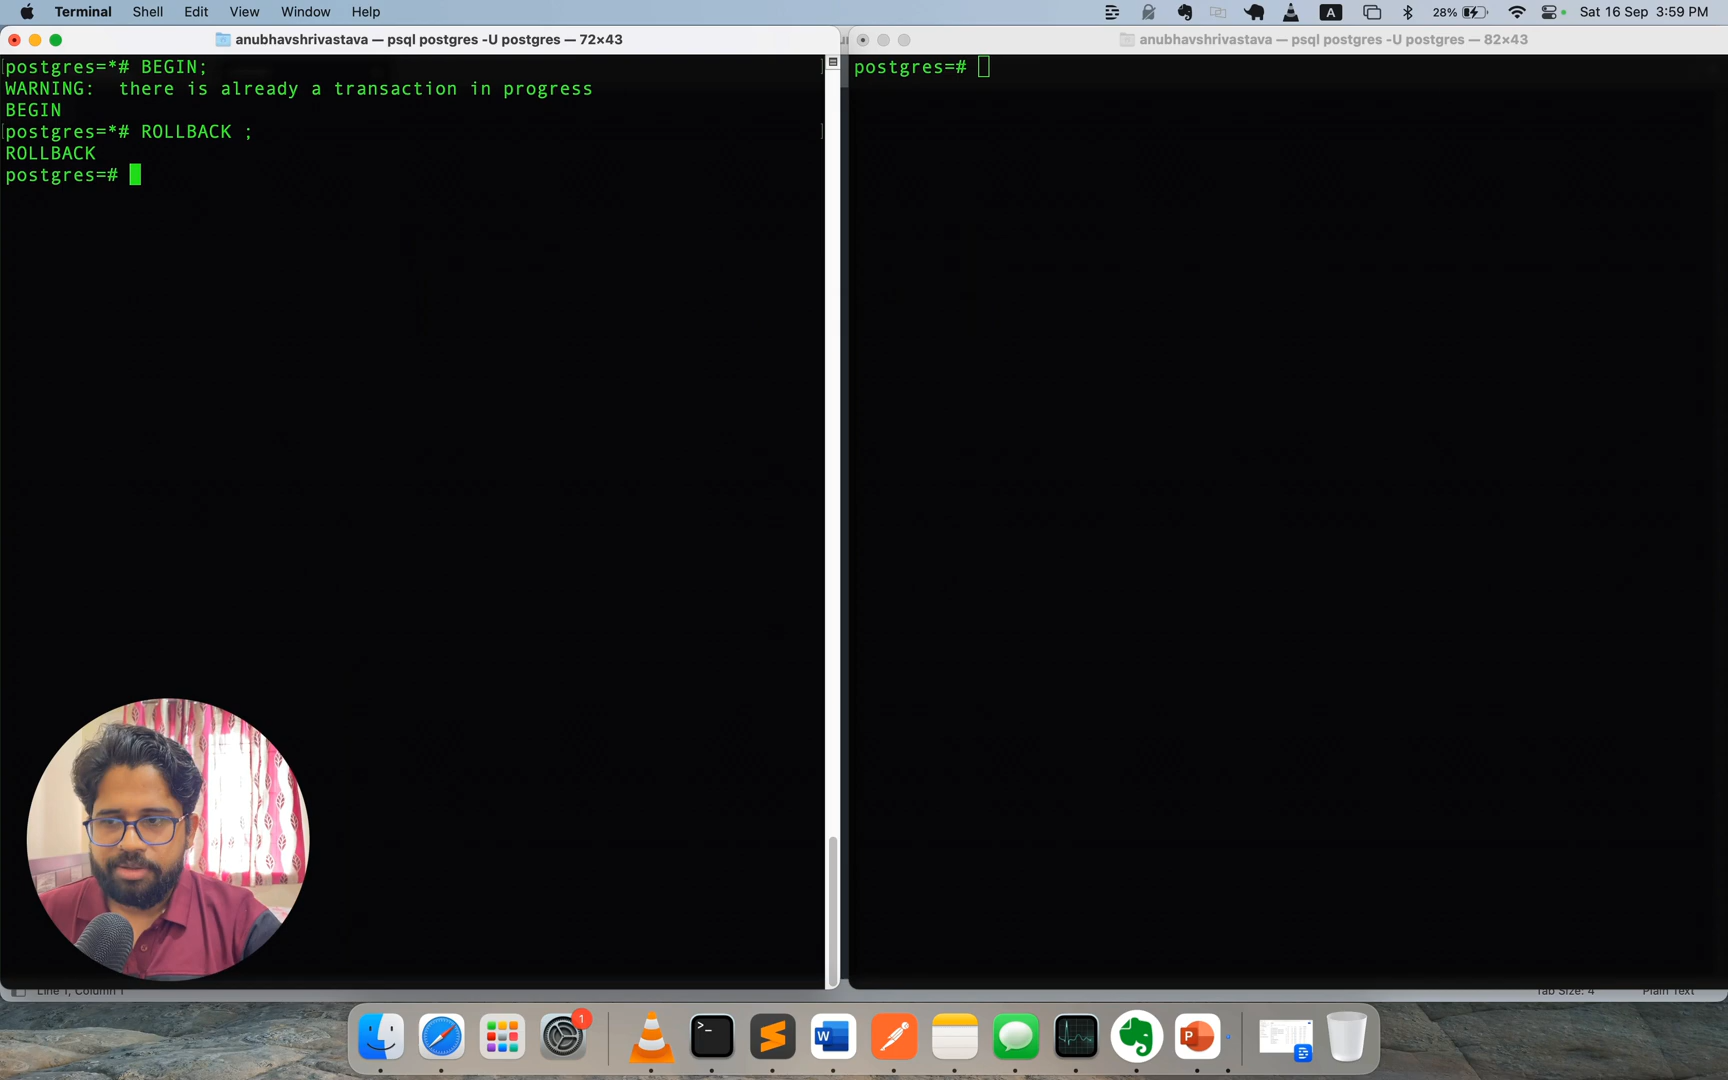 Terminal Shell Edit View Window Help
A 28% Sat 16 Sep 3:59 PM
anubhavshrivastava — psql postgres -U postgres — 72×43
postgres=*# BEGIN;
WARNING:  there is already a transaction in progress
BEGIN
postgres=*# ROLLBACK ;
ROLLBACK
postgres=#
anubhavshrivastava — psql postgres -U postgres — 82×43
postgres=#
Line 1, Column 1
Tab Size: 4 Plain Text
1
>_
W
P